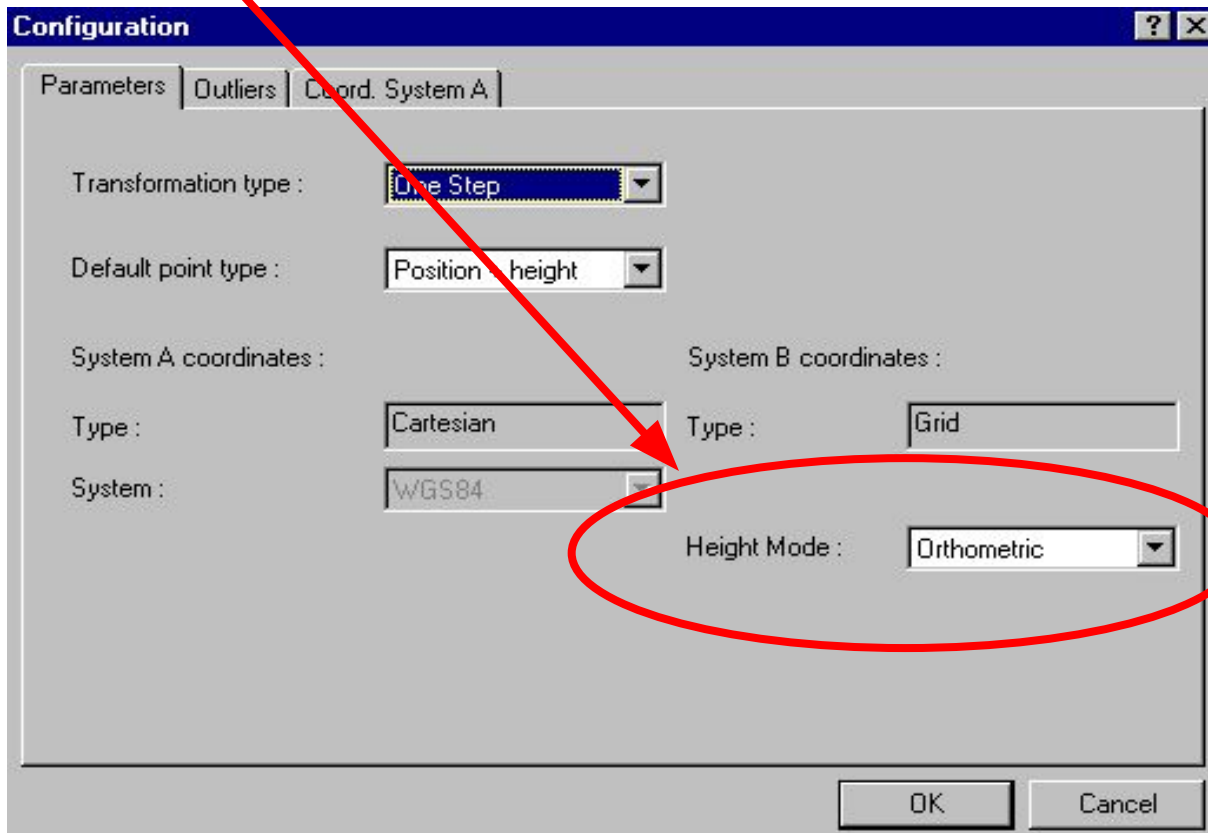 Configuration
Parameters Outliers Coord. System A
Transformation type : One Step
Default point type : Position + height
System A coordinates : System B coordinates :
Type : Cartesian Type : Grid
System : WGS84
Height Mode : Orthometric
OK Cancel